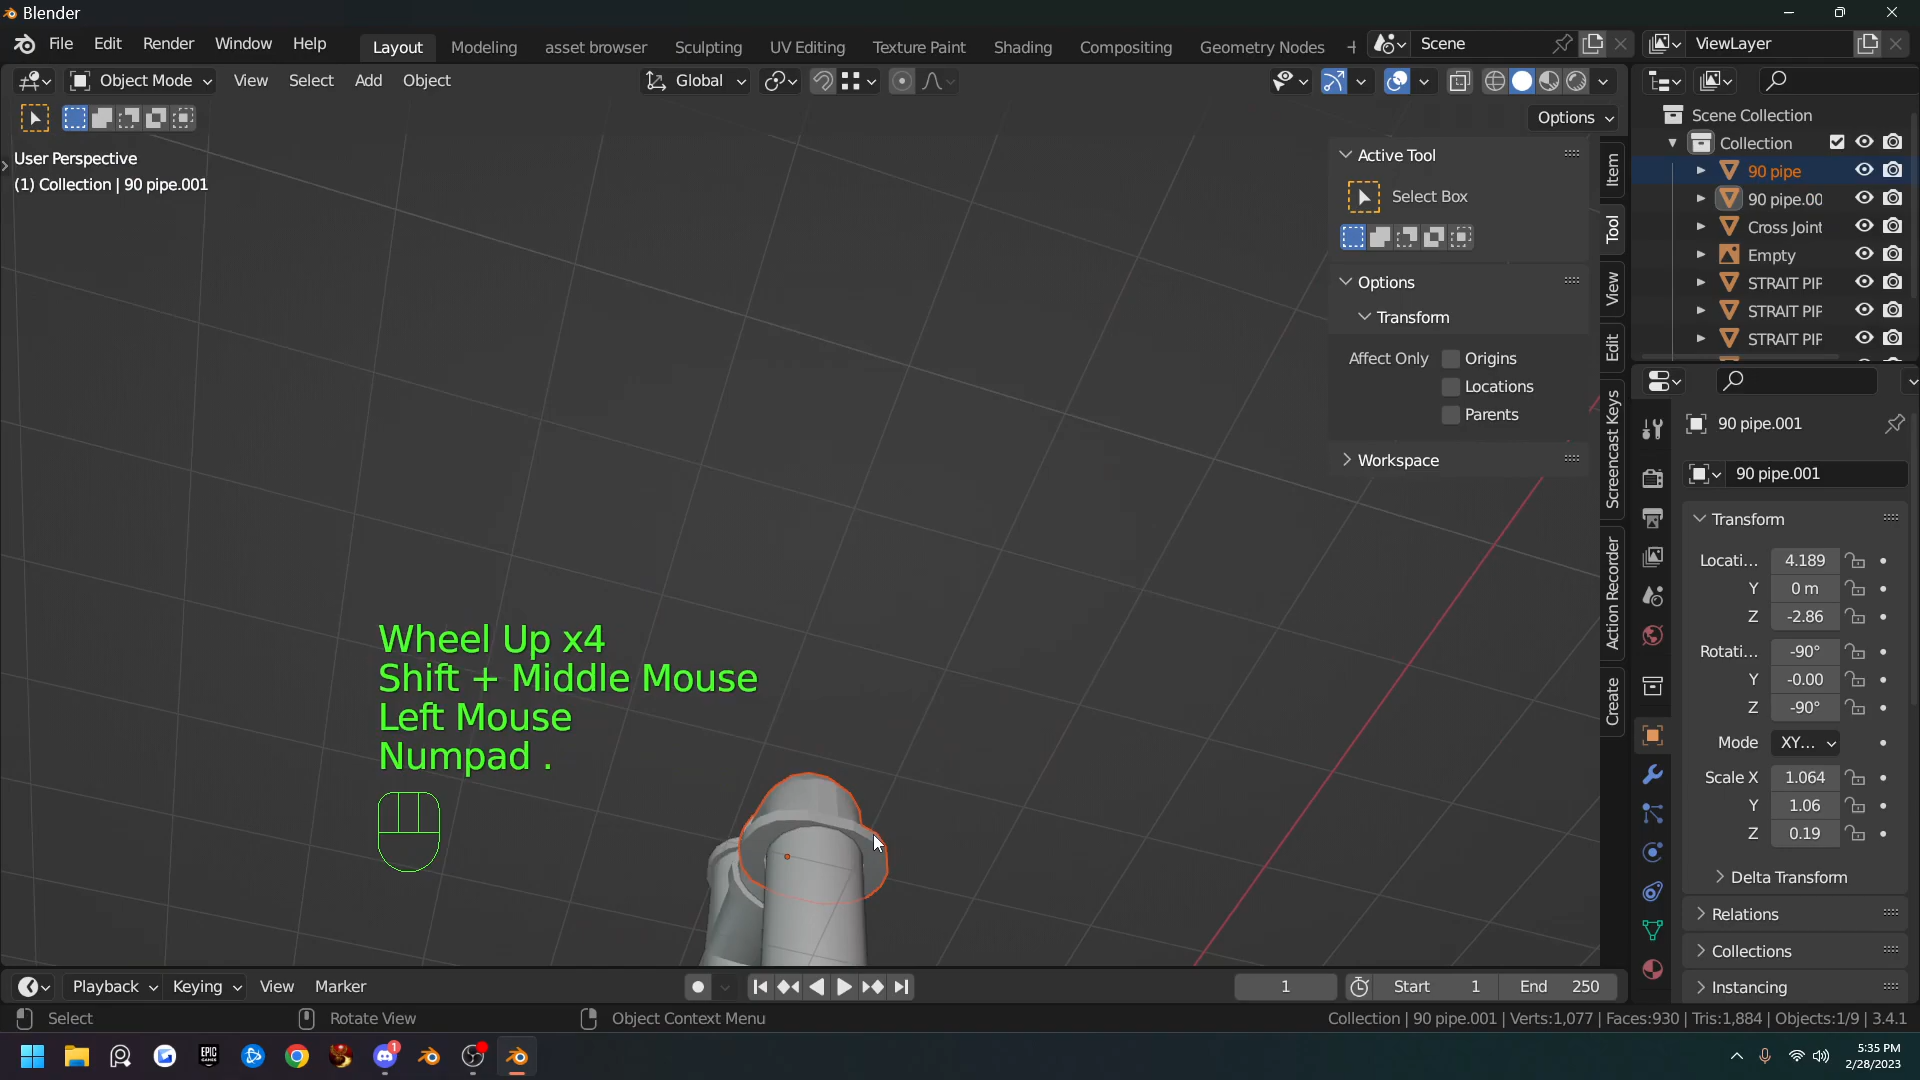 Blender
File Edit Render Window Help
Layout Modeling asset browser Sculpting UV Editing Texture Paint Shading Compositing Geometry Nodes
Scene
ViewLayer
Object Mode View Select Add Object
Global
Options
User Perspective
(1) Collection | 90 pipe.001
Active Tool
Select Box
Options
Transform
Affect Only Origins
Locations
Parents
Workspace
Item
Tool
View
Edit
Screencast Keys
Action Recorder
Create
Wheel Up x4
Shift + Middle Mouse
Left Mouse
Numpad .
Scene Collection
Collection
90 pipe
90 pipe.00
Cross Joint
Empty
STRAIT PIP
STRAIT PIP
STRAIT PIP
90 pipe.001
90 pipe.001
Transform
Locati... 4.189
Y 0 m
Z -2.86
Rotati... -90°
Y -0.00
Z -90°
Mode XY...
Scale X 1.064
Y 1.06
Z 0.19
Delta Transform
Relations
Collections
Instancing
Playback Keying View Marker
1
Start 1
End 250
Select
Rotate View
Object Context Menu
Collection | 90 pipe.001 | Verts:1,077 | Faces:930 | Tris:1,884 | Objects:1/9 | 3.4.1
EPIC
GAMES
1
5:35 PM
2/28/2023